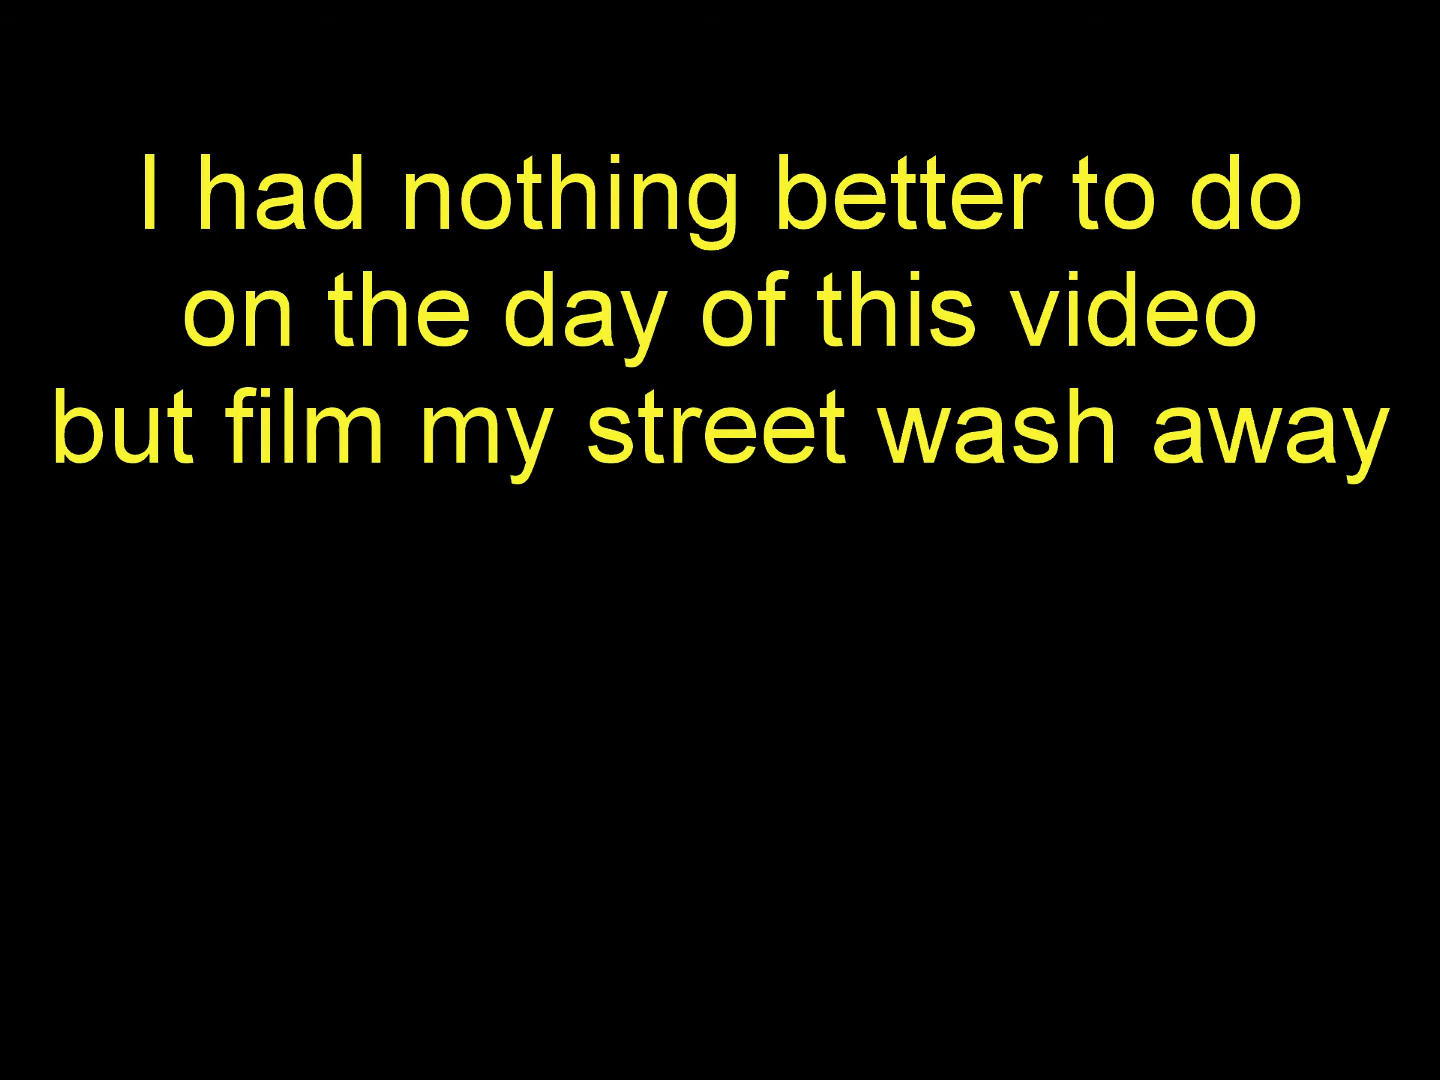 I had nothing better to do
on the day of this video
but film my street wash away